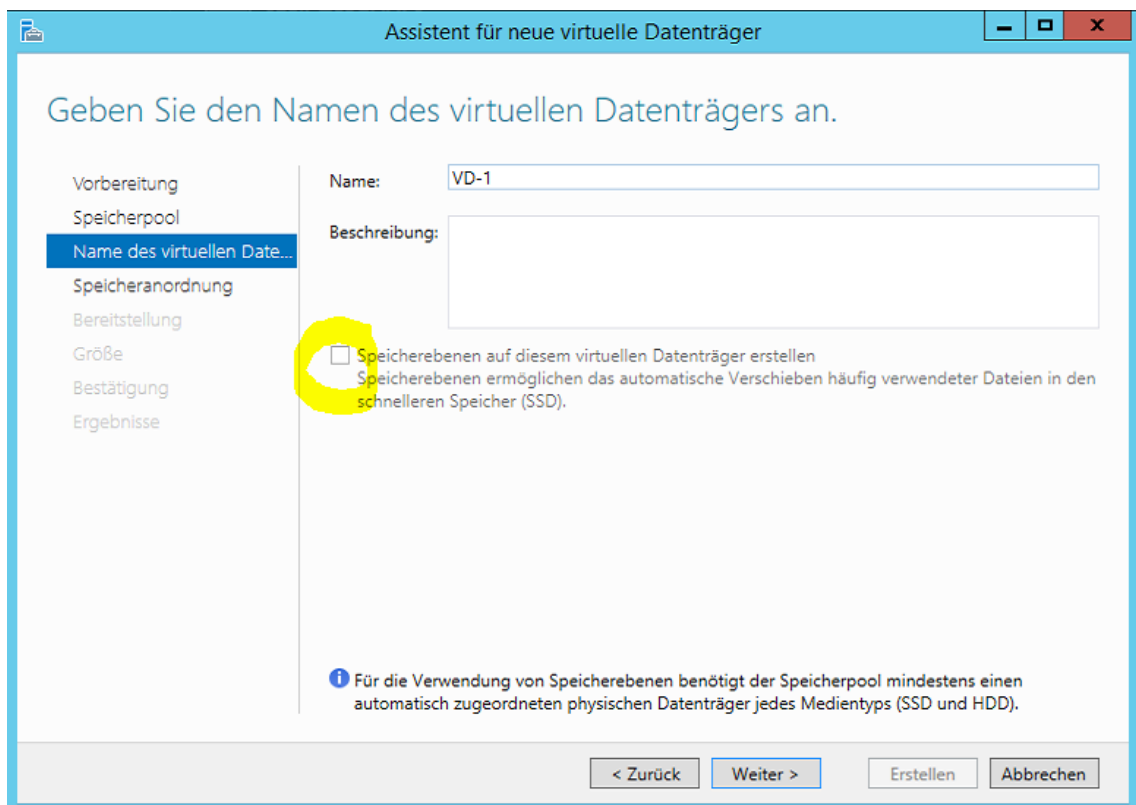 Assistent für neue virtuelle Datenträger
Geben Sie den Namen des virtuellen Datenträgers an.
Vorbereitung
Speicherpool
Name des virtuellen Date...
Speicheranordnung
Bereitstellung
Größe
Bestätigung
Ergebnisse
Name:
VD-1
Beschreibung:
Speicherebenen auf diesem virtuellen Datenträger erstellen
Speicherebenen ermöglichen das automatische Verschieben häufig verwendeter Dateien in den
schnelleren Speicher (SSD).
Für die Verwendung von Speicherebenen benötigt der Speicherpool mindestens einen
automatisch zugeordneten physischen Datenträger jedes Medientyps (SSD und HDD).
< Zurück
Weiter >
Erstellen
Abbrechen